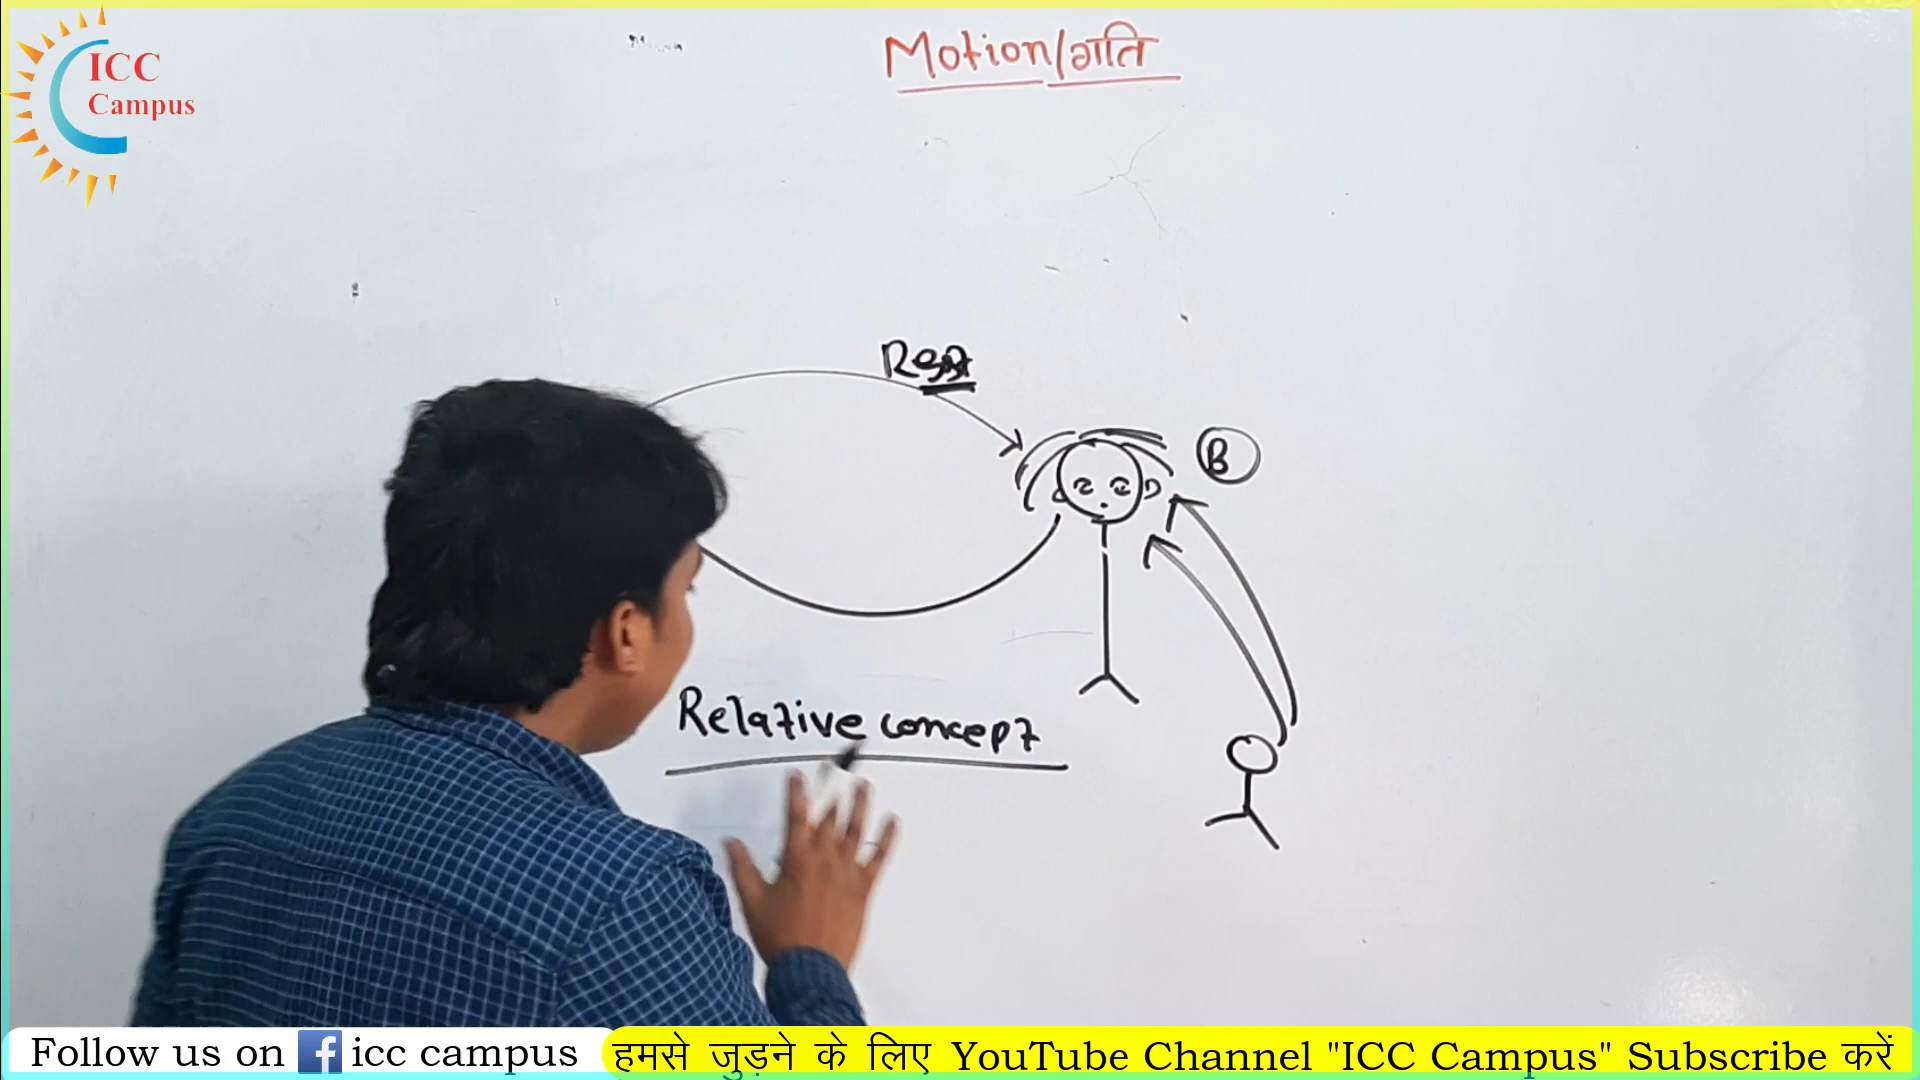 ICC
Campus
Motion/गति
Rest
B
Relative concept
Follow us on f icc campus
हमसे जुड़ने के लिए YouTube Channel "ICC Campus" Subscribe करें